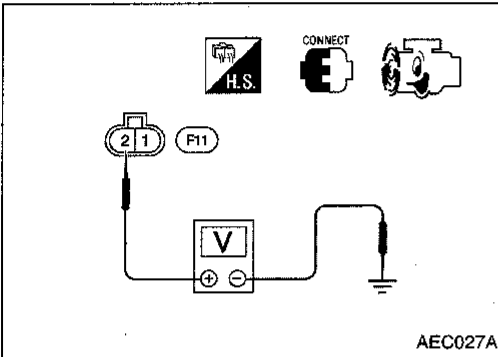 CONNECT
H.S.
2 1 F11
V
⊕ ⊖
AEC027A